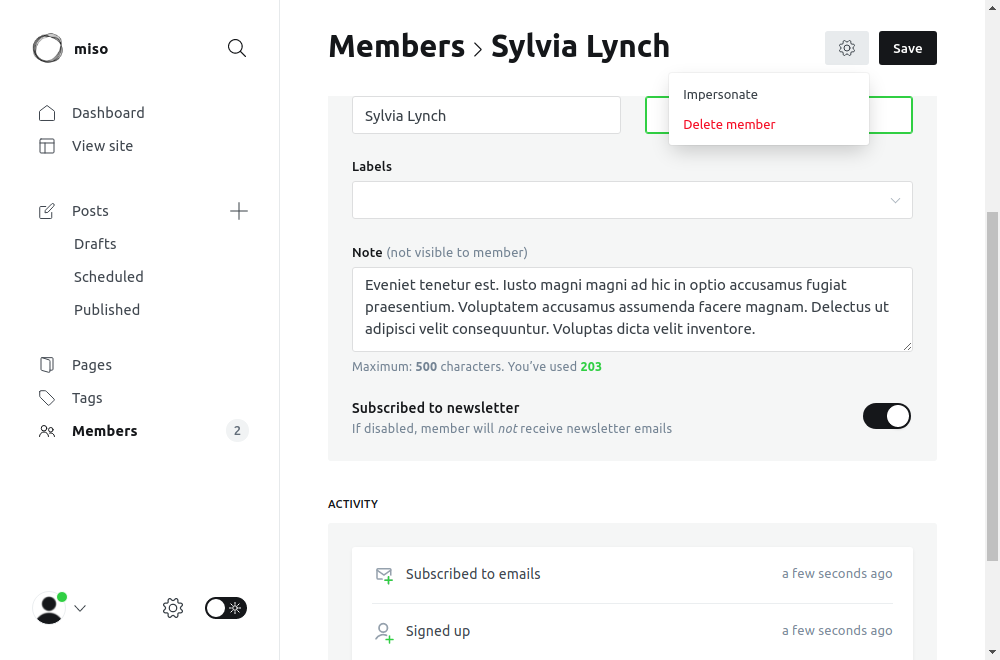 miso
Dashboard
View site
Posts
Drafts
Scheduled
Published
Pages
Tags
Members 2
Members > Sylvia Lynch
Save
Impersonate
Delete member
Sylvia Lynch
Labels
Note (not visible to member)
Eveniet tenetur est. Iusto magni magni ad hic in optio accusamus fugiat
praesentium. Voluptatem accusamus assumenda facere magnam. Delectus ut
adipisci velit consequuntur. Voluptas dicta velit inventore.
Maximum: 500 characters. You’ve used 203
Subscribed to newsletter
If disabled, member will not receive newsletter emails
ACTIVITY
Subscribed to emails a few seconds ago
Signed up a few seconds ago